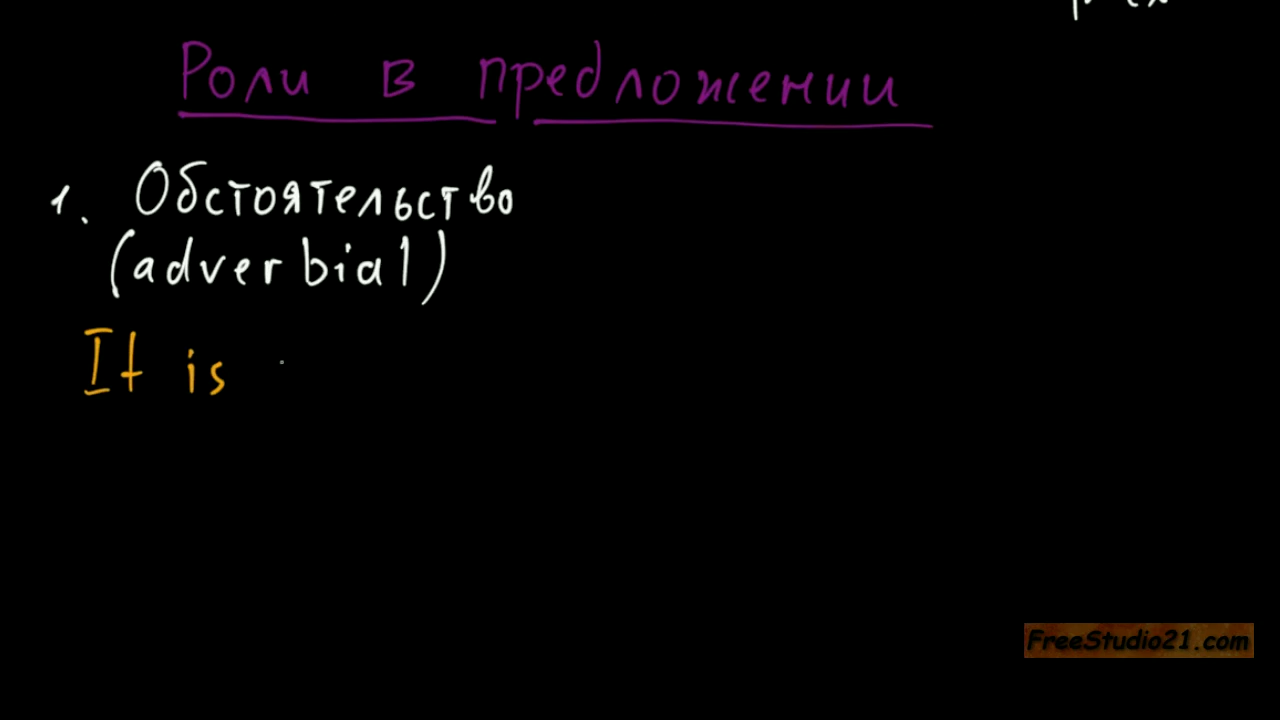 Роли в предложении
1. Обстоятельство
(adverbial)
It is
FreeStudio21.com